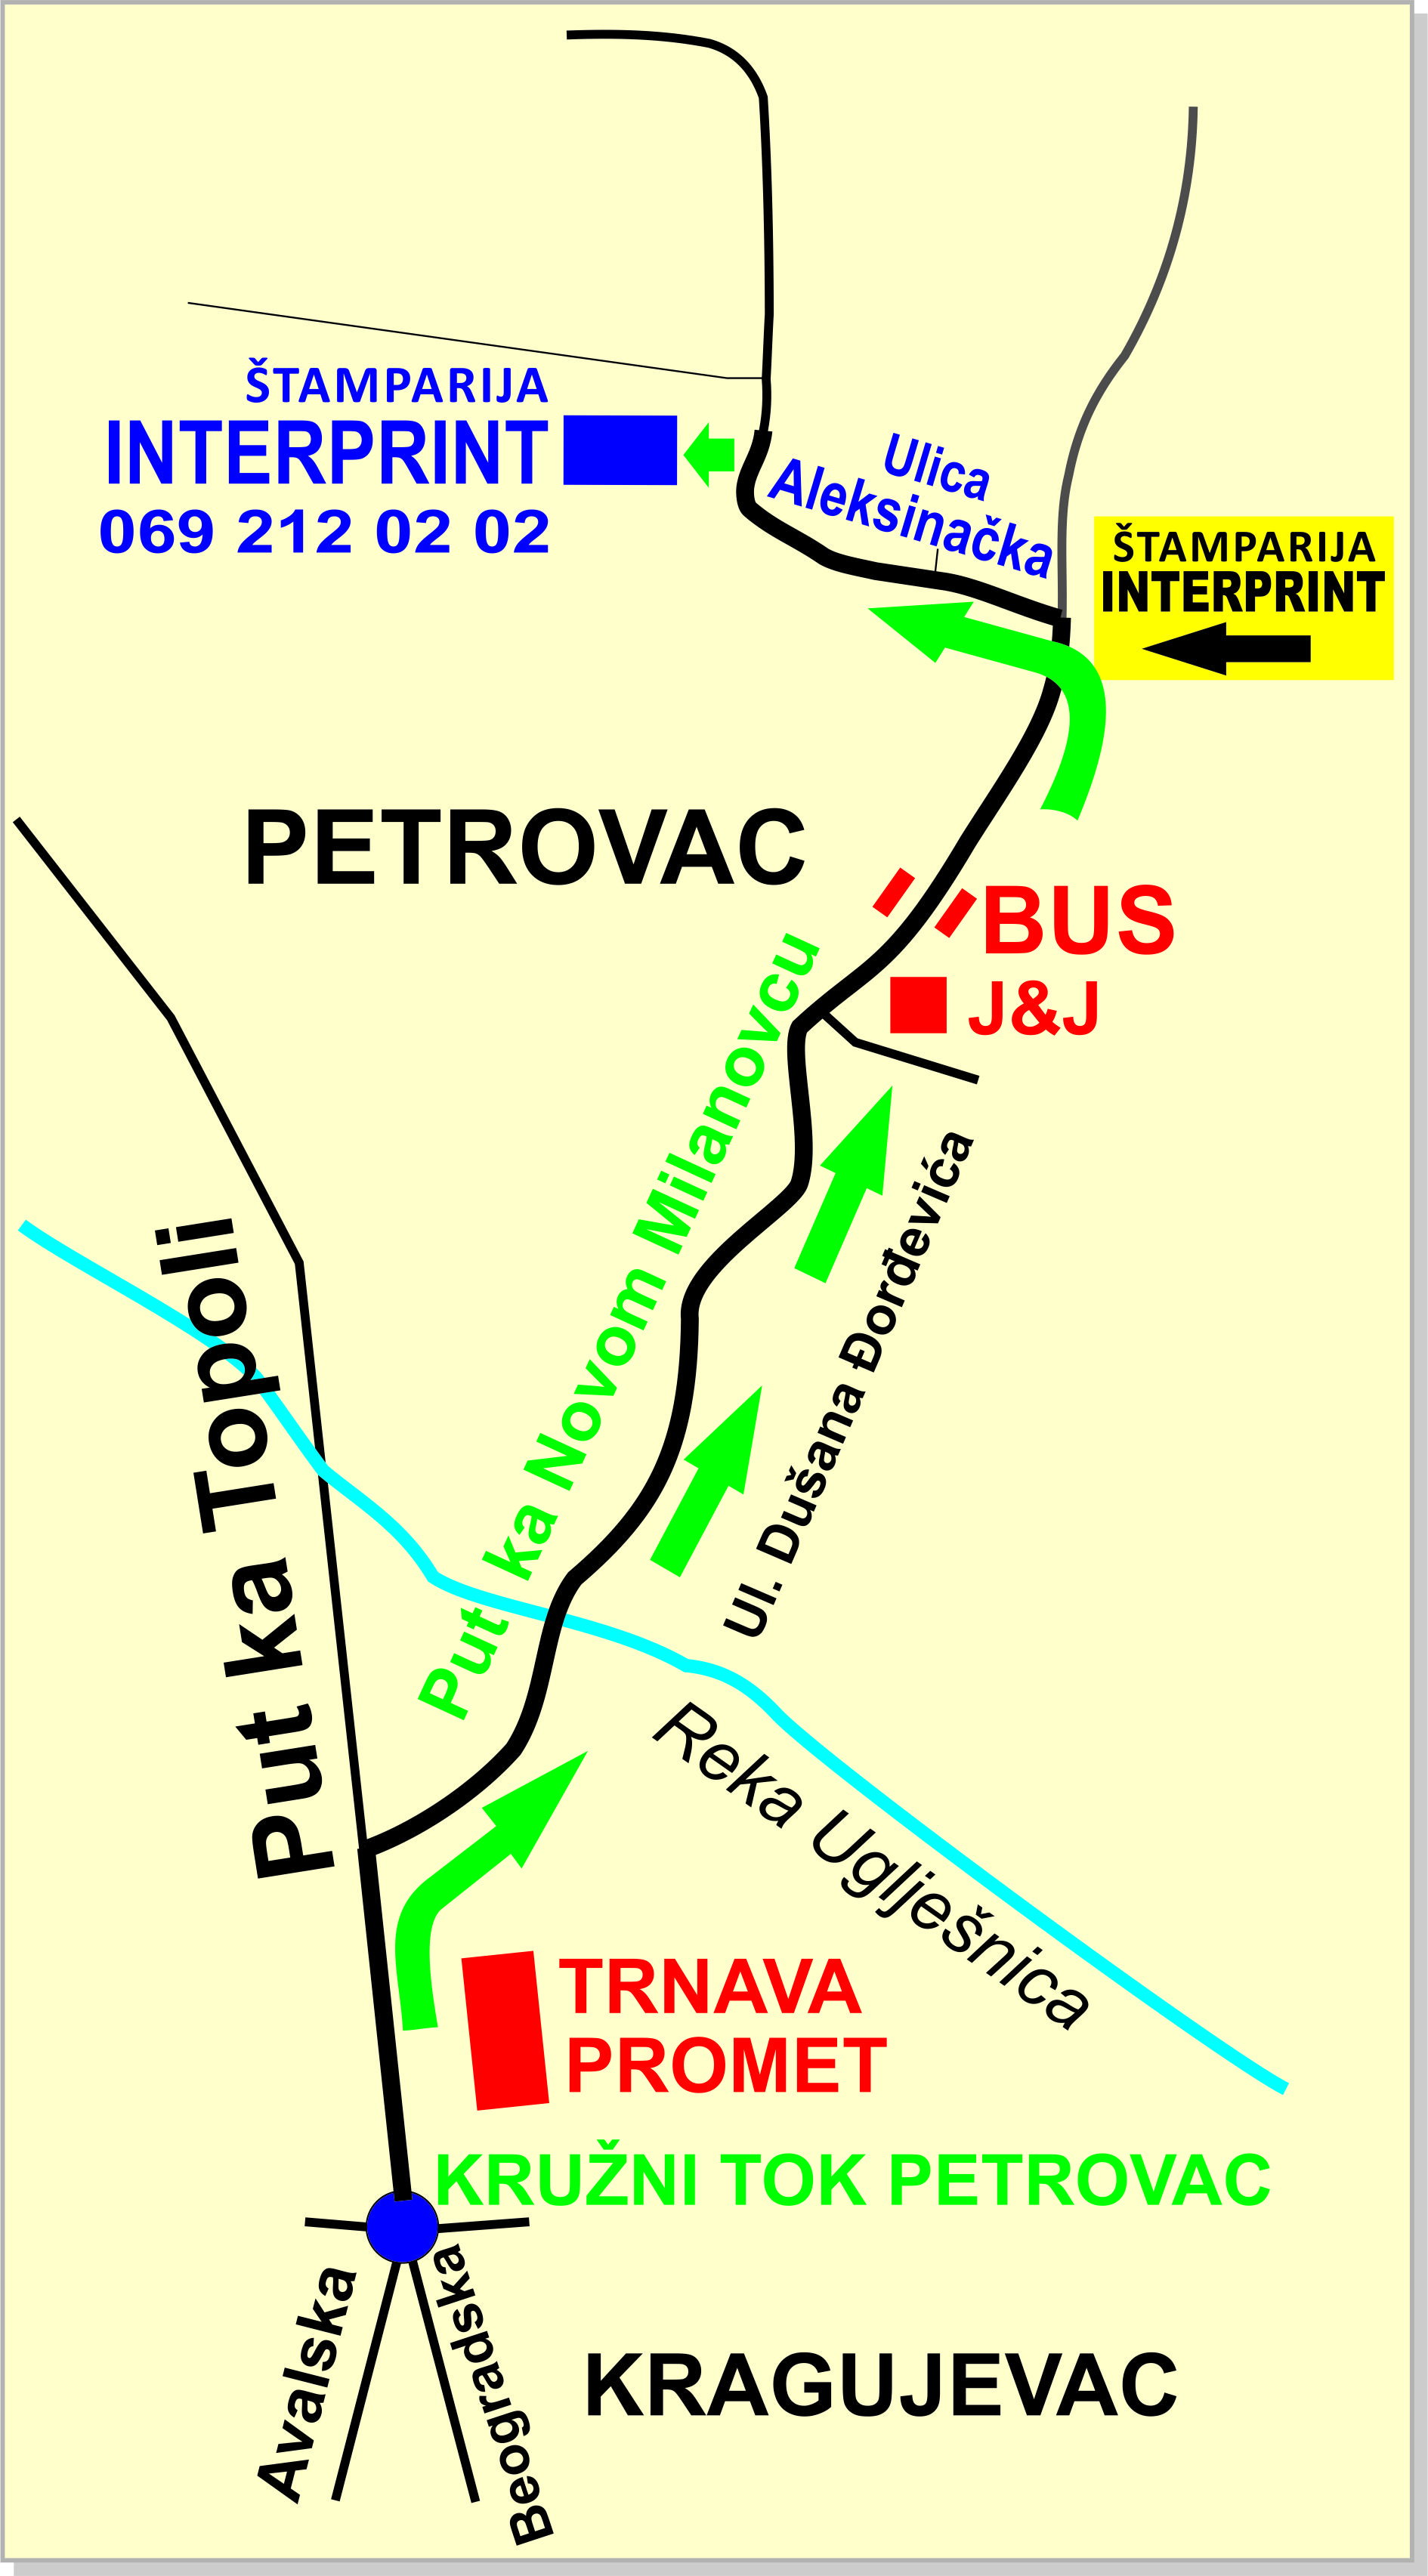 ŠTAMPARIJA
INTERPRINT
069 212 02 02
Ulica
Aleksinačka
ŠTAMPARIJA
INTERPRINT
PETROVAC
BUS
J&J
Put ka Novom Milanovcu
Ul. Dušana Đorđevića
Put ka Topoli
Reka Uglješnica
TRNAVA
PROMET
KRUŽNI TOK PETROVAC
Avalska
Beogradska
KRAGUJEVAC